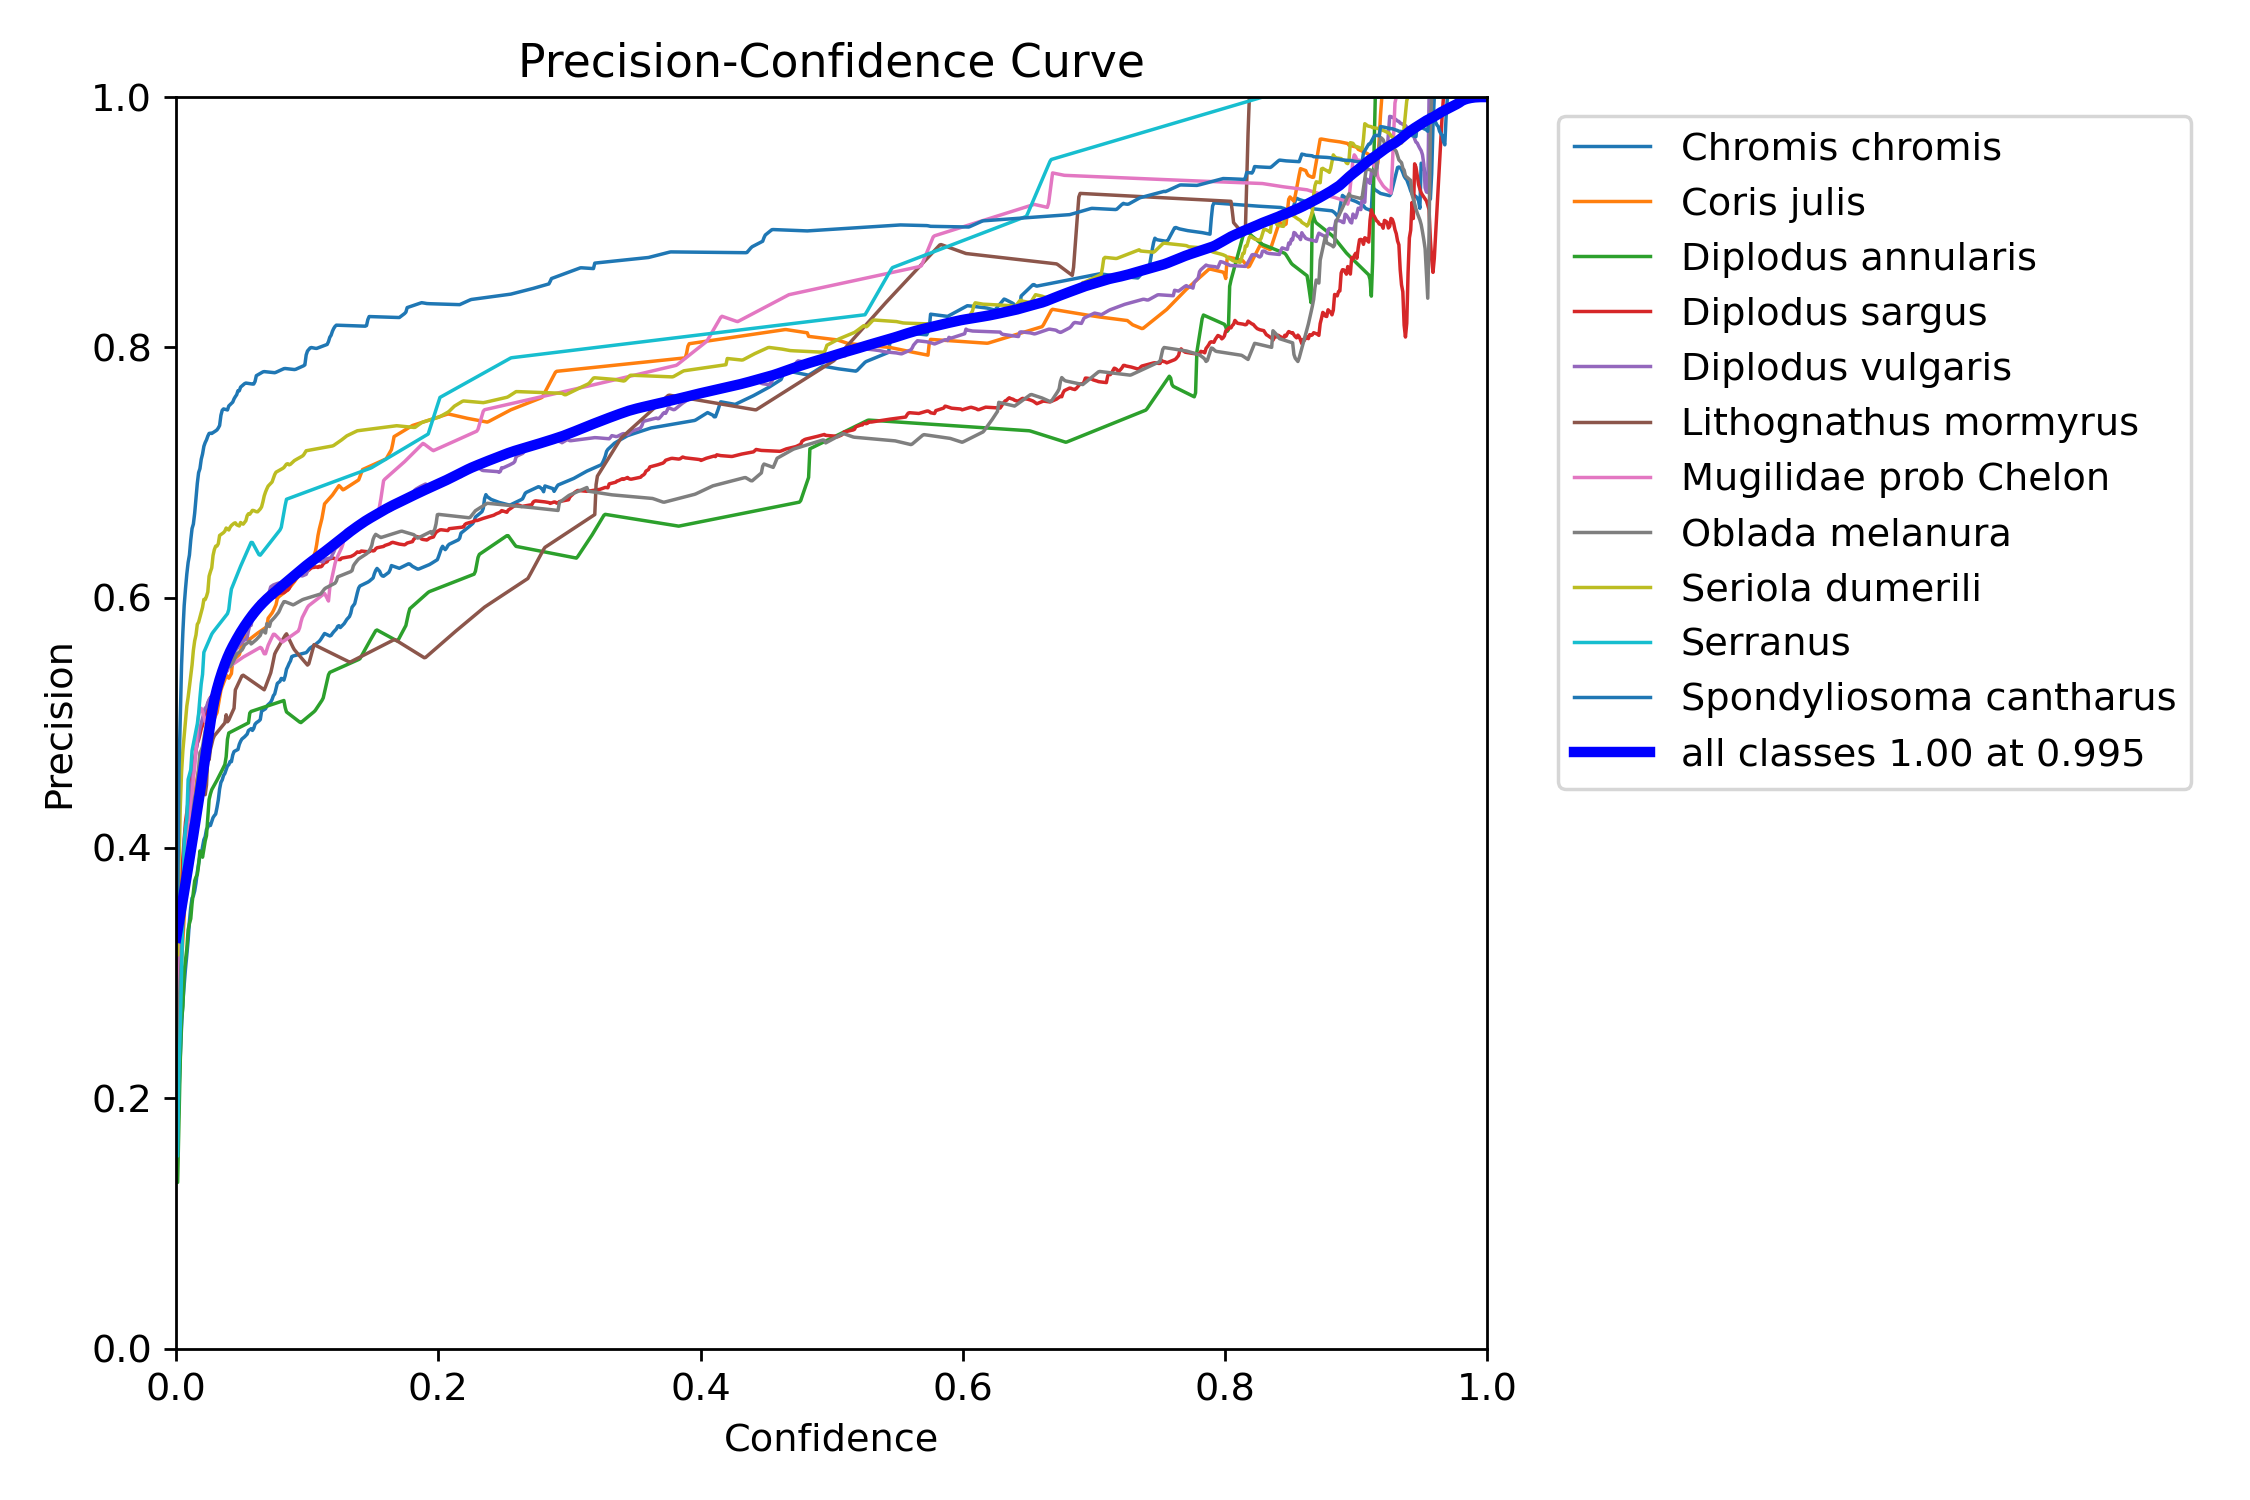 Precision-Confidence Curve
1.0
0.8
0.6
0.4
0.2
0.0
Precision
0.0 0.2 0.4 0.6 0.8 1.0
Confidence
Chromis chromis
Coris julis
Diplodus annularis
Diplodus sargus
Diplodus vulgaris
Lithognathus mormyrus
Mugilidae prob Chelon
Oblada melanura
Seriola dumerili
Serranus
Spondyliosoma cantharus
all classes 1.00 at 0.995